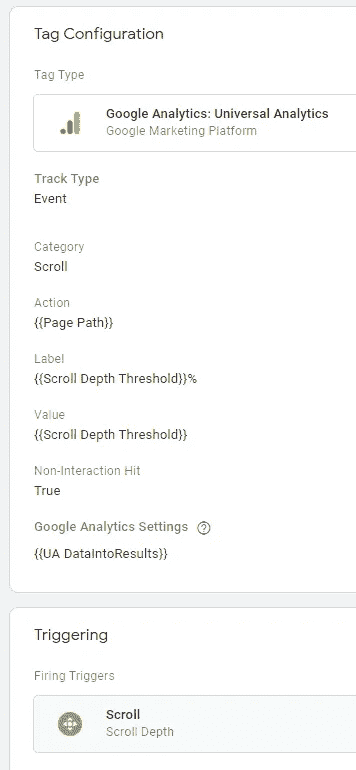 Tag Configuration
Tag Type
Google Analytics: Universal Analytics
Google Marketing Platform
Track Type
Event
Category
Scroll
Action
{{Page Path}}
Label
{{Scroll Depth Threshold}}%
Value
{{Scroll Depth Threshold}}
Non-Interaction Hit
True
Google Analytics Settings ?
{{UA DataIntoResults}}
Triggering
Firing Triggers
Scroll
Scroll Depth